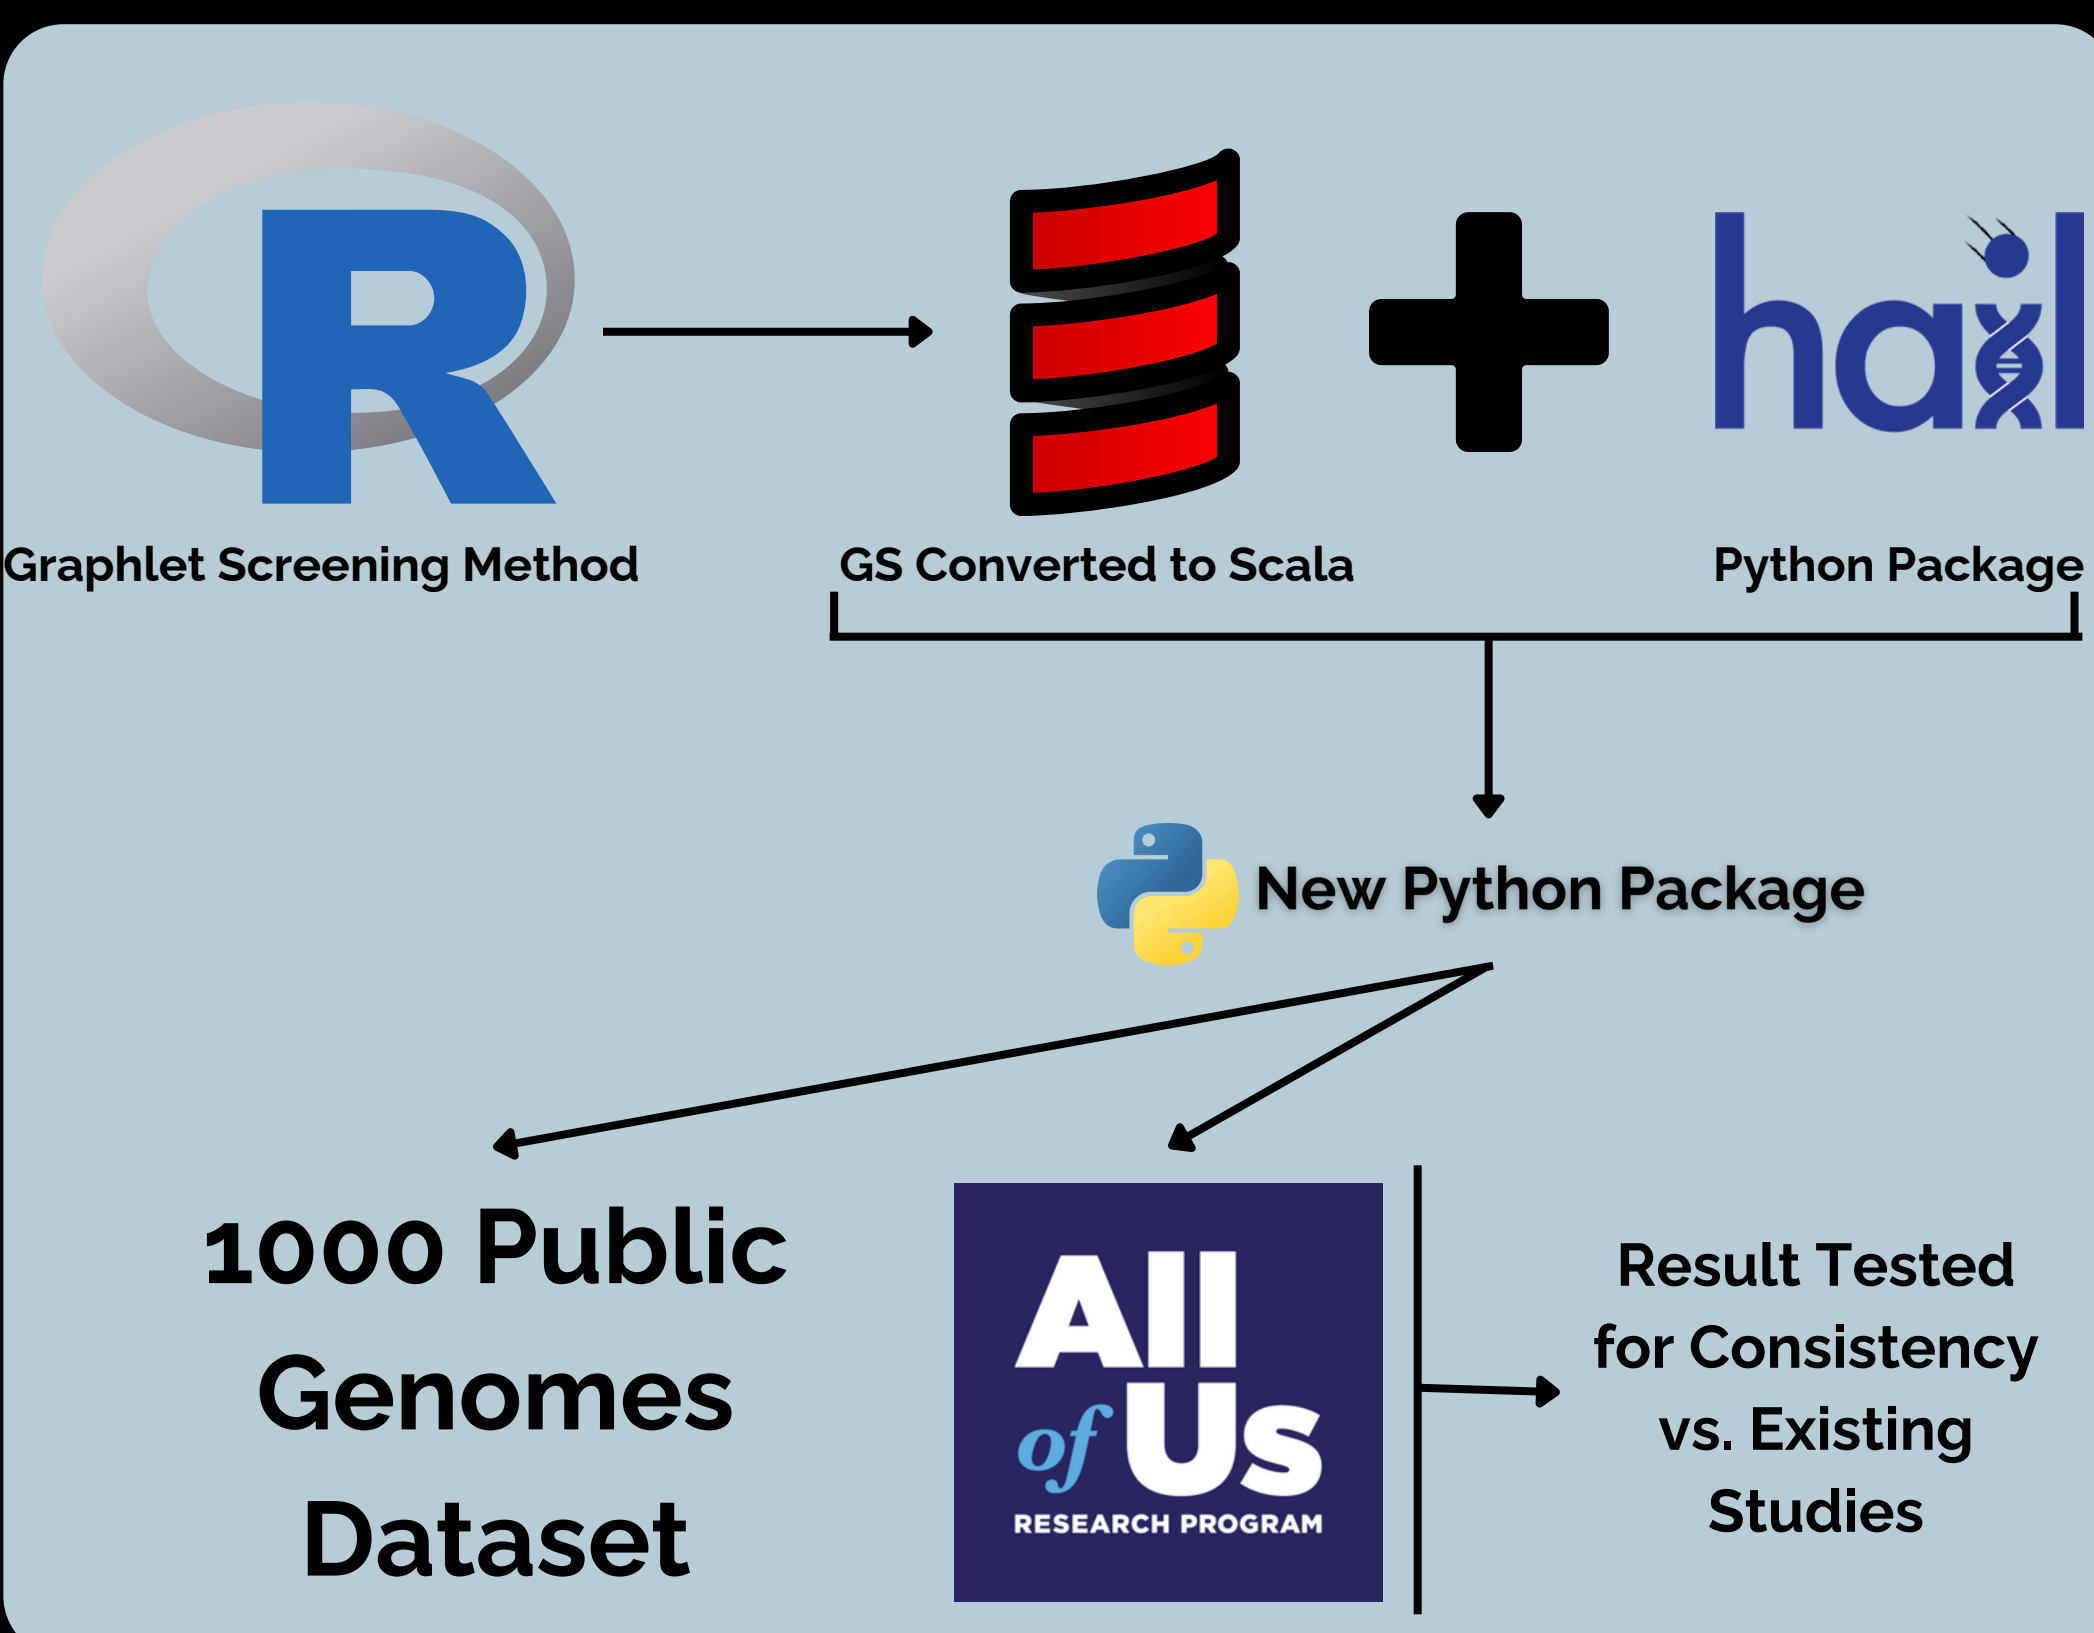 R
hail
Graphlet Screening Method
GS Converted to Scala
Python Package
New Python Package
1000 Public
Genomes
Dataset
All
of Us
RESEARCH PROGRAM
Result Tested
for Consistency
vs. Existing
Studies